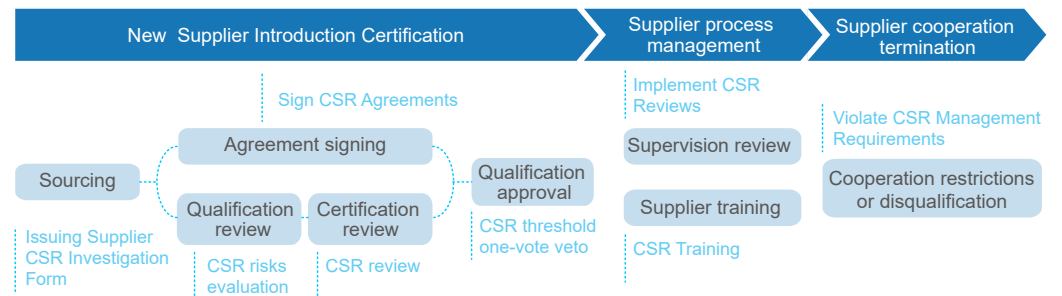 New Supplier Introduction Certification
Supplier process
management
Supplier cooperation
termination
Sign CSR Agreements
Agreement signing
Sourcing
Issuing Supplier
CSR Investigation
Form
Qualification
review
CSR risks
evaluation
Certification
review
CSR review
Qualification
approval
CSR threshold
one-vote veto
Implement CSR
Reviews
Supervision review
Supplier training
CSR Training
Violate CSR Management
Requirements
Cooperation restrictions
or disqualification